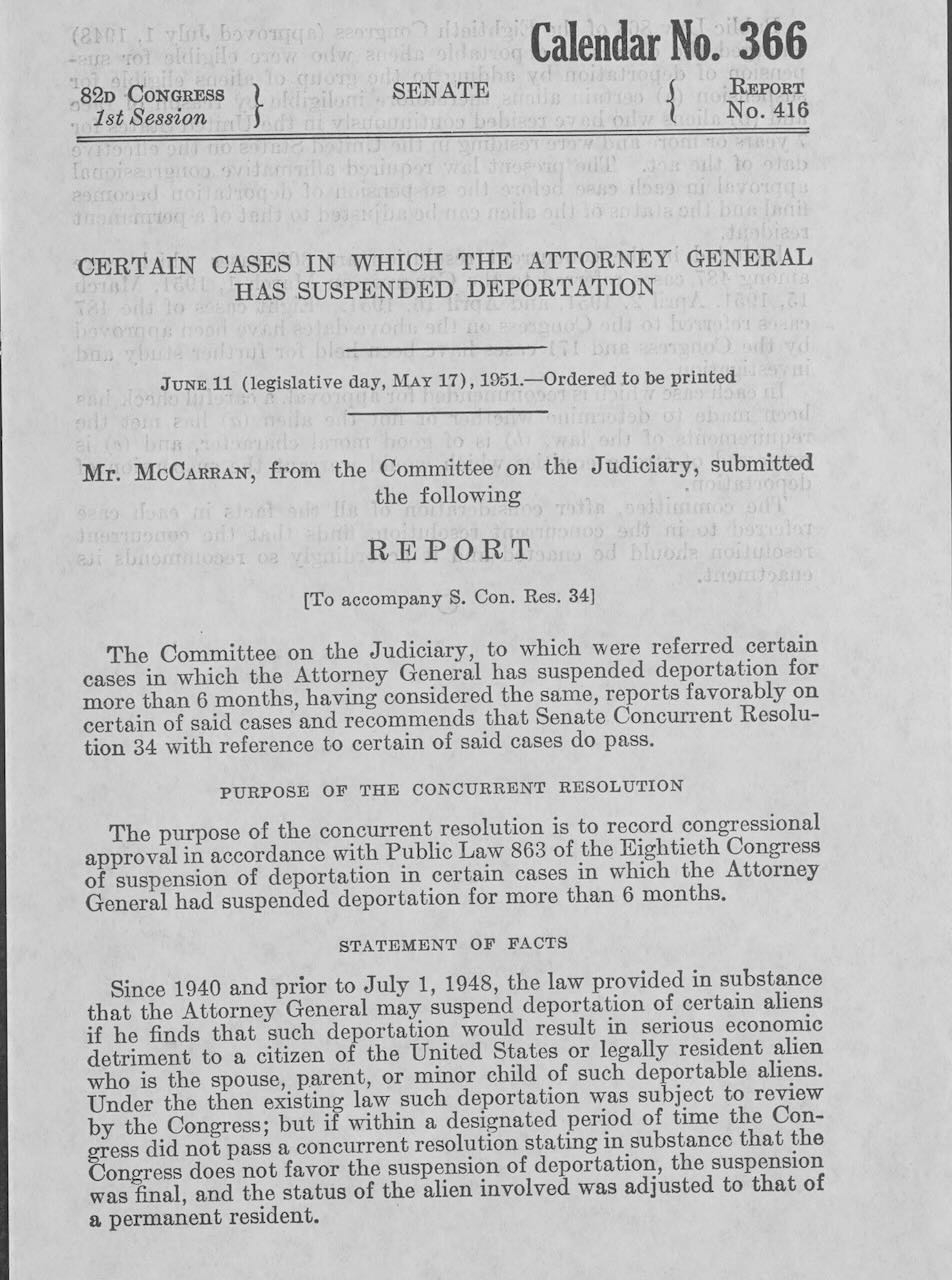 Calendar No. 366
82D CONGRESS
1st Session
SENATE
REPORT
No. 416
CERTAIN CASES IN WHICH THE ATTORNEY GENERAL
HAS SUSPENDED DEPORTATION
JUNE 11 (legislative day, MAY 17), 1951.—Ordered to be printed
Mr. MCCARRAN, from the Committee on the Judiciary, submitted
the following
REPORT
[To accompany S. Con. Res. 34]
The Committee on the Judiciary, to which were referred certain
cases in which the Attorney General has suspended deportation for
more than 6 months, having considered the same, reports favorably on
certain of said cases and recommends that Senate Concurrent Resolu-
tion 34 with reference to certain of said cases do pass.
PURPOSE OF THE CONCURRENT RESOLUTION
The purpose of the concurrent resolution is to record congressional
approval in accordance with Public Law 863 of the Eightieth Congress
of suspension of deportation in certain cases in which the Attorney
General had suspended deportation for more than 6 months.
STATEMENT OF FACTS
Since 1940 and prior to July 1, 1948, the law provided in substance
that the Attorney General may suspend deportation of certain aliens
if he finds that such deportation would result in serious economic
detriment to a citizen of the United States or legally resident alien
who is the spouse, parent, or minor child of such deportable aliens.
Under the then existing law such deportation was subject to review
by the Congress; but if within a designated period of time the Con-
gress did not pass a concurrent resolution stating in substance that the
Congress does not favor the suspension of deportation, the suspension
was final, and the status of the alien involved was adjusted to that of
a permanent resident.